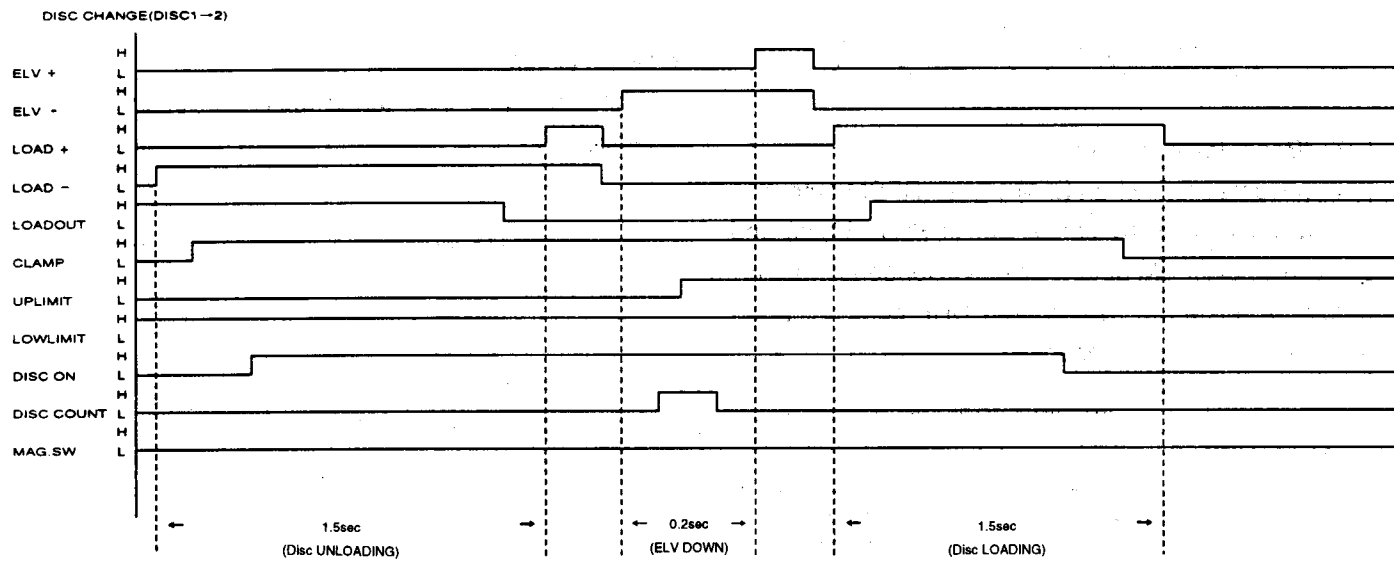 DISC CHANGE(DISC1→2)
H
ELV + L
H
ELV - L
H
LOAD + L
H
LOAD - L
H
LOADOUT L
H
CLAMP L
H
UPLIMIT L
H
LOWLIMIT L
H
DISC ON L
H
DISC COUNT L
H
MAG.SW L
← 1.5sec → ← 0.2sec → ← 1.5sec →
(Disc UNLOADING) (ELV DOWN) (Disc LOADING)